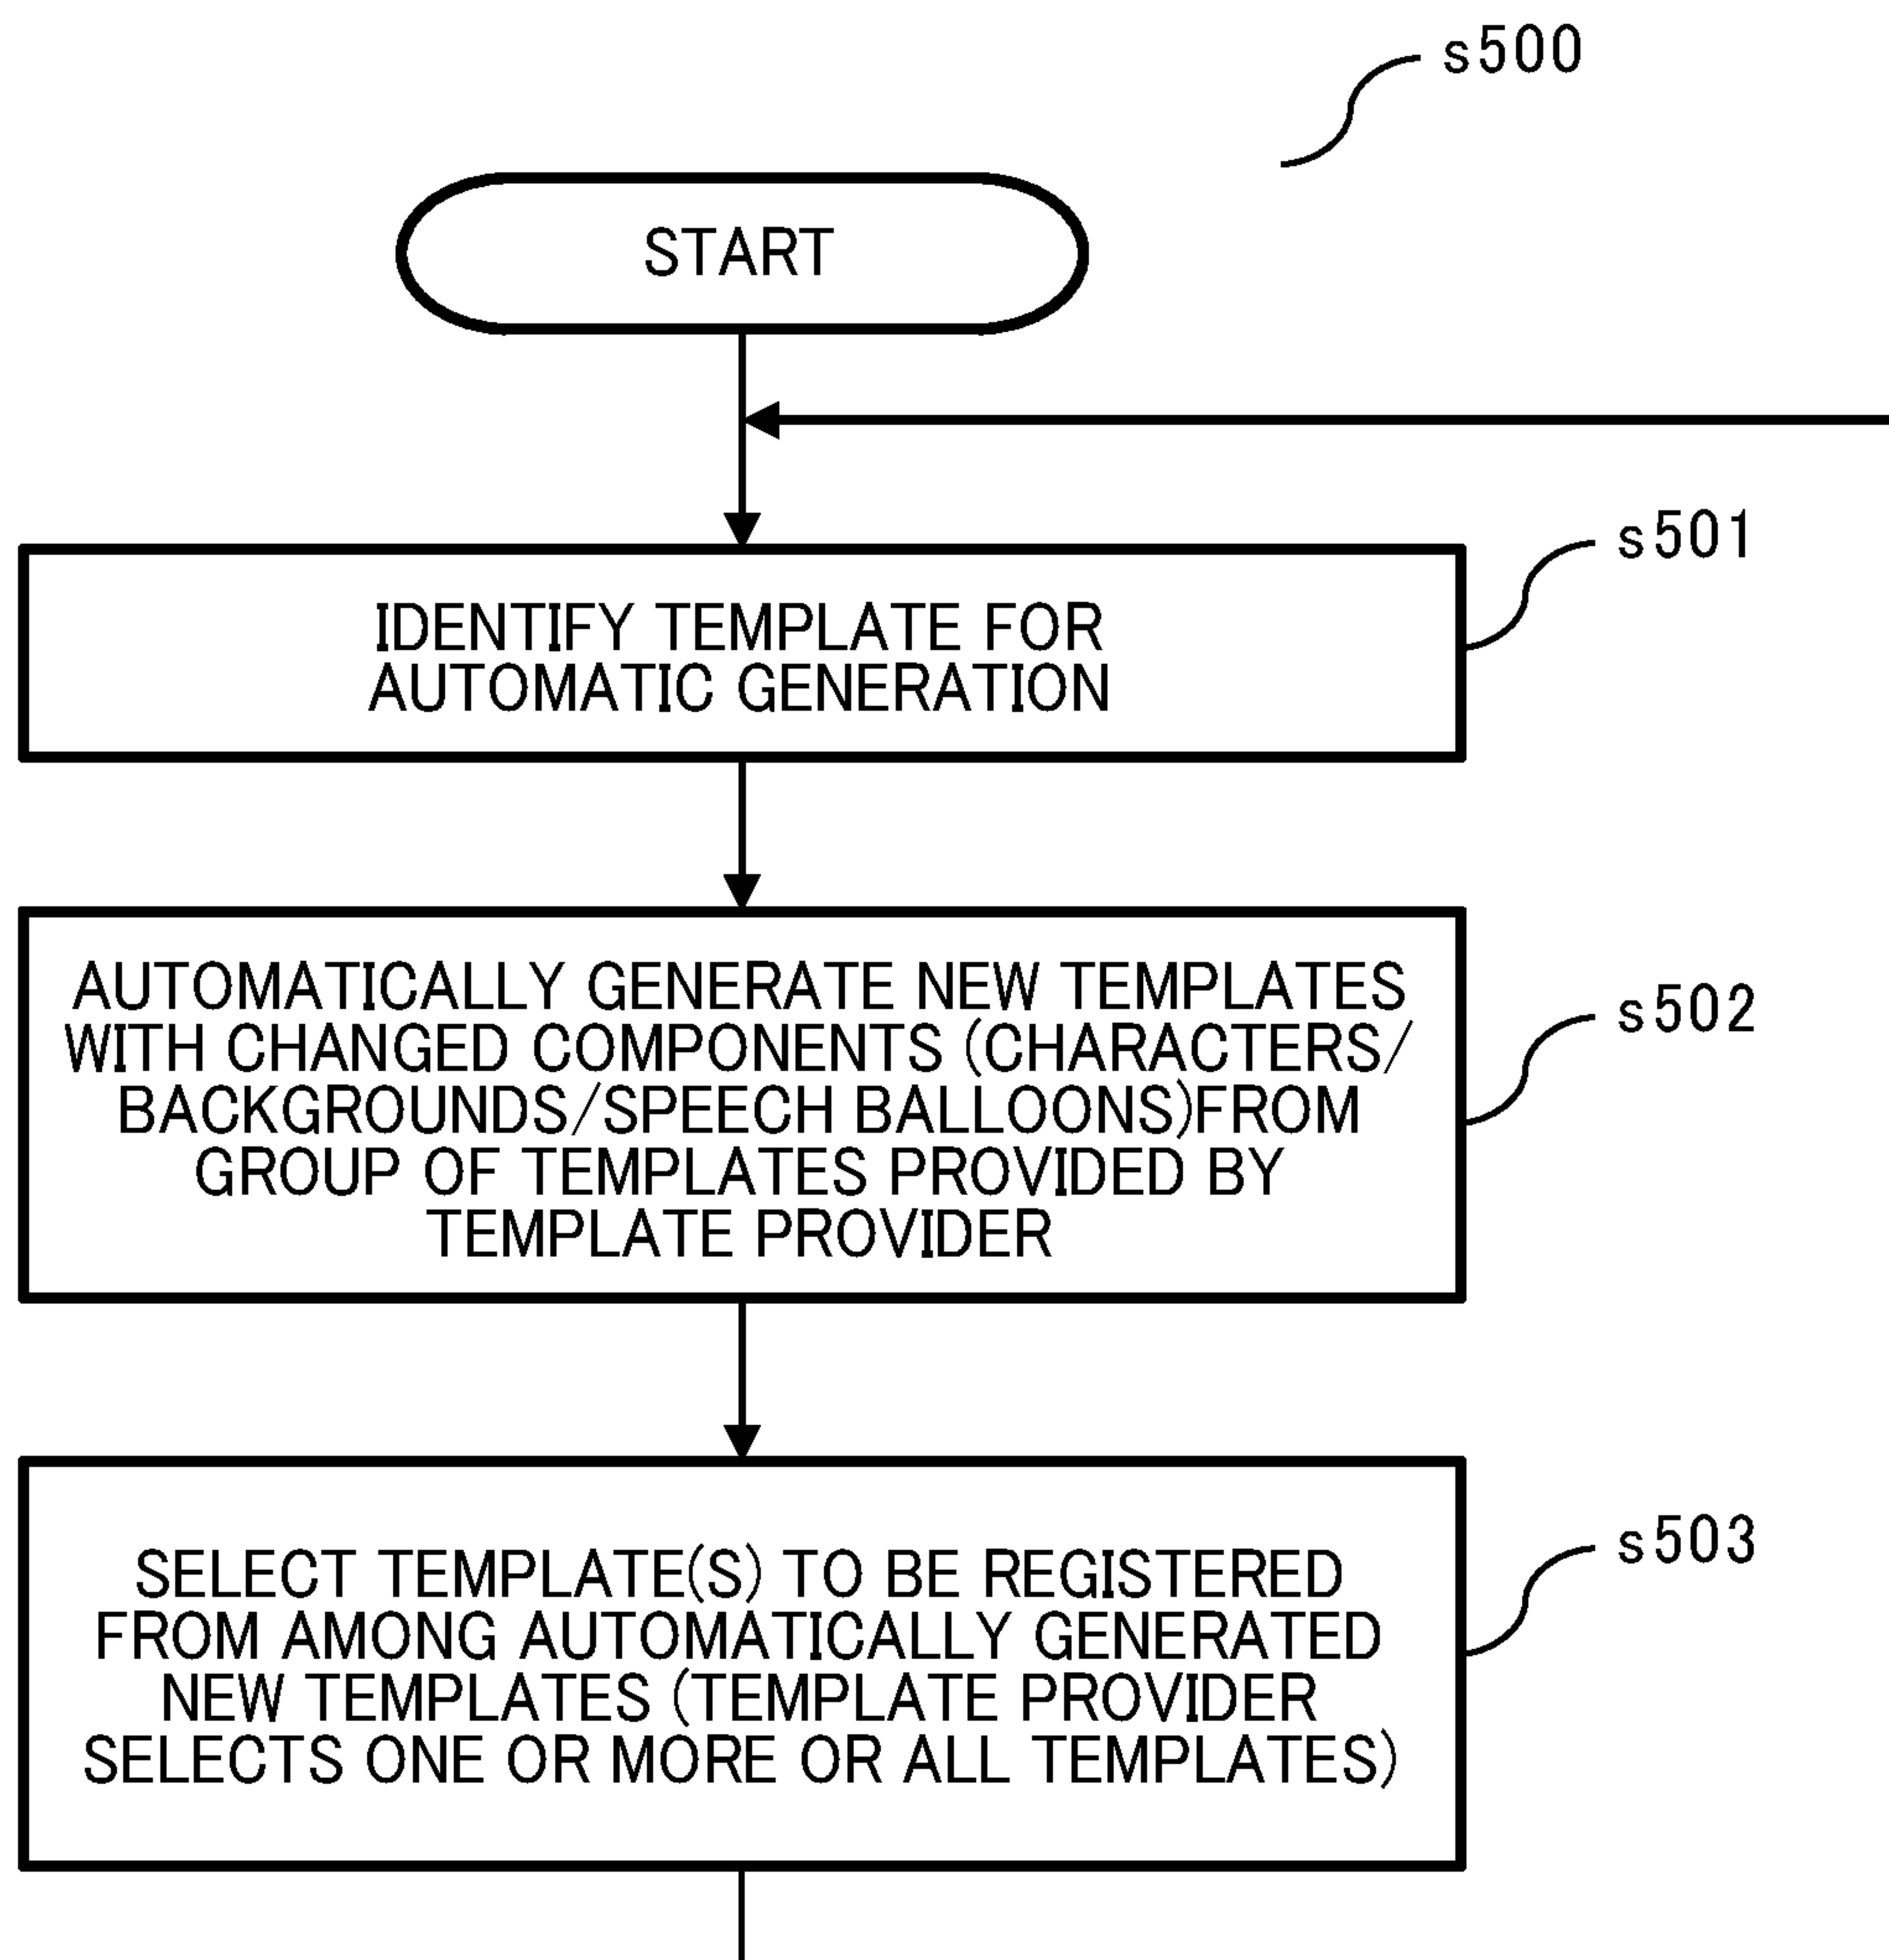 s500
START
s501
IDENTIFY TEMPLATE FOR
AUTOMATIC GENERATION
s502
AUTOMATICALLY GENERATE NEW TEMPLATES
WITH CHANGED COMPONENTS (CHARACTERS/
BACKGROUNDS/SPEECH BALLOONS)FROM
GROUP OF TEMPLATES PROVIDED BY
TEMPLATE PROVIDER
s503
SELECT TEMPLATE(S) TO BE REGISTERED
FROM AMONG AUTOMATICALLY GENERATED
NEW TEMPLATES (TEMPLATE PROVIDER
SELECTS ONE OR MORE OR ALL TEMPLATES)